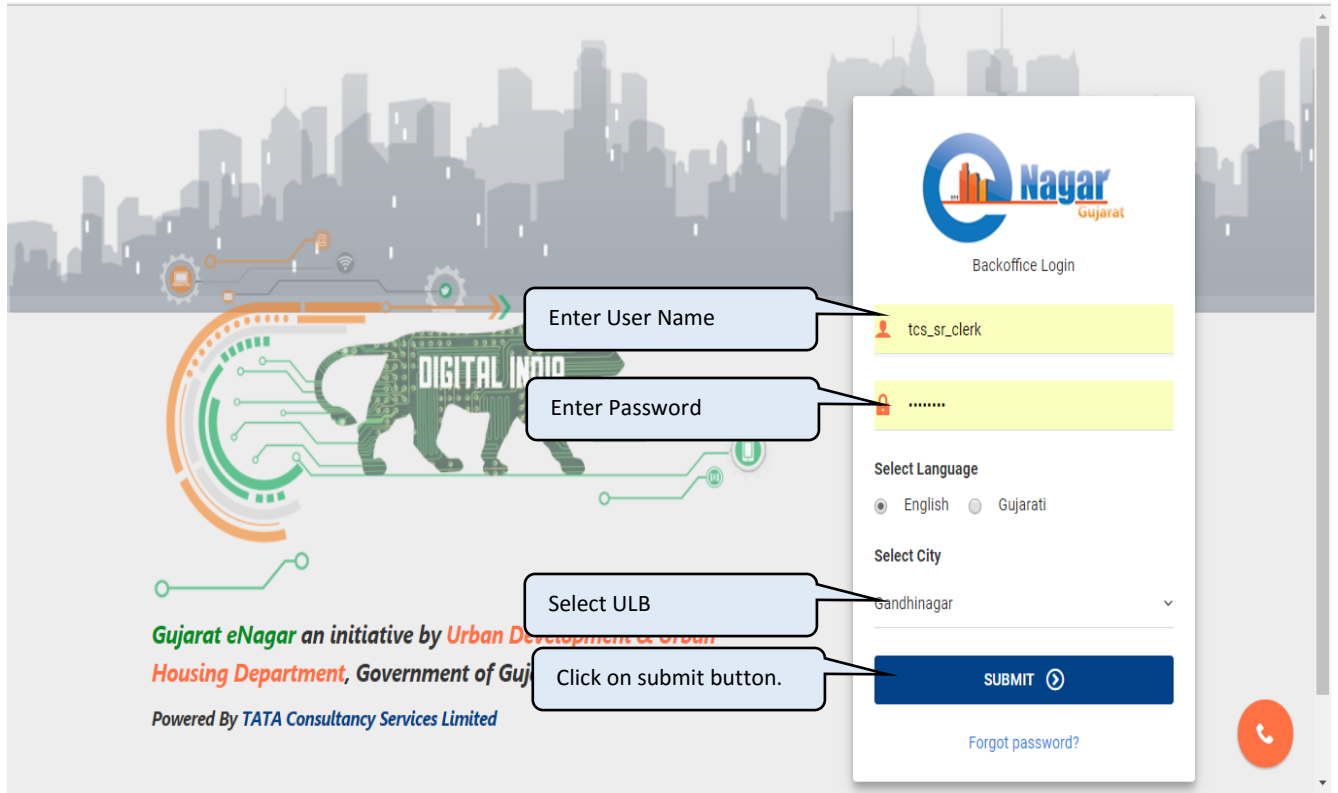 Nagar
Gujarat
Backoffice Login
Enter User Name
tcs_sr_clerk
DIGITAL INDIA
Enter Password
........
Select Language
English Gujarati
Select City
Select ULB
Gandhinagar
Gujarat eNagar an initiative by Urban Development & Urban
Housing Department, Government of Guj
Click on submit button.
SUBMIT
Powered By TATA Consultancy Services Limited
Forgot password?